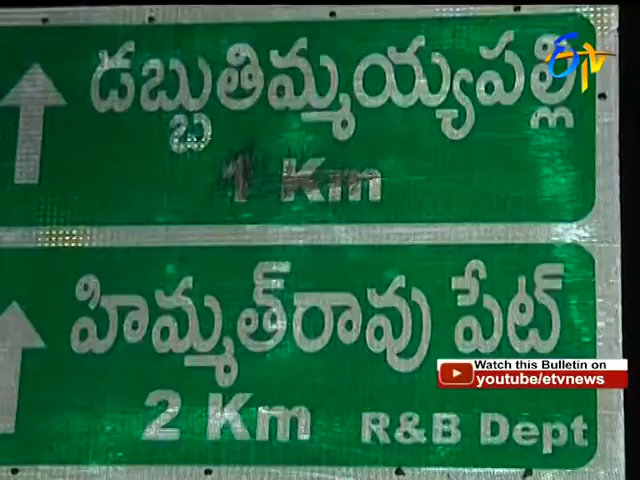 డబ్బుతిమ్మయ్యపల్లి
1 Km
హిమ్మత్‌రావు పేట్
2 Km R&B Dept
ETV
Watch this Bulletin on
youtube/etvnews